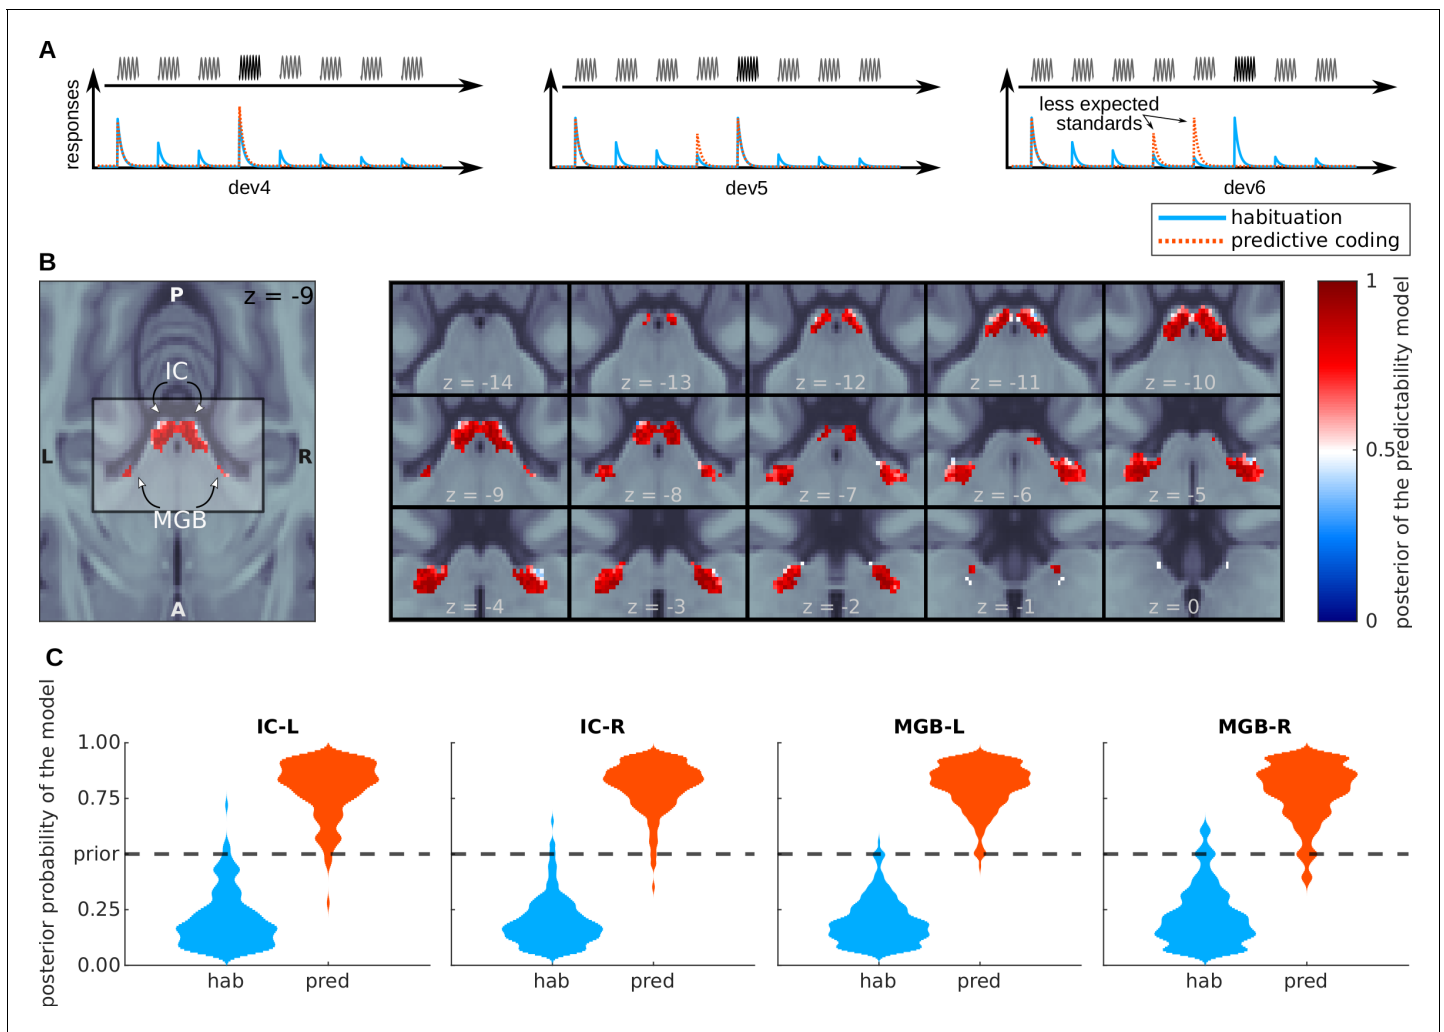 A
responses
less expected
standards
dev4
dev5
dev6
habituation
predictive coding
B
z = -9
P
IC
L
R
MGB
A
z = -14
z = -13
z = -12
z = -11
z = -10
z = -9
z = -8
z = -7
z = -6
z = -5
z = -4
z = -3
z = -2
z = -1
z = 0
1
0.5
0
posterior of the predictability model
C
posterior probability of the model
IC-L
IC-R
MGB-L
MGB-R
1.00
0.75
prior
0.25
0.00
hab pred
hab pred
hab pred
hab pred